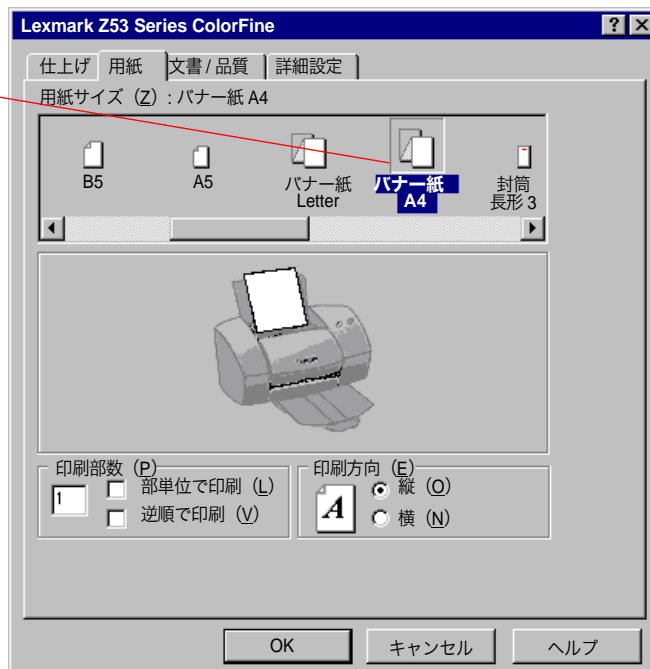 Lexmark Z53 Series ColorFine
仕上げ 用紙 文書/品質 詳細設定
用紙サイズ（Z）: バナー紙 A4
B5 A5 バナー紙 Letter バナー紙 A4 封筒 長形 3
印刷部数（P） 印刷方向（E）
1 部単位で印刷（L） A 縦（O）
逆順で印刷（V） 横（N）
OK キャンセル ヘルプ